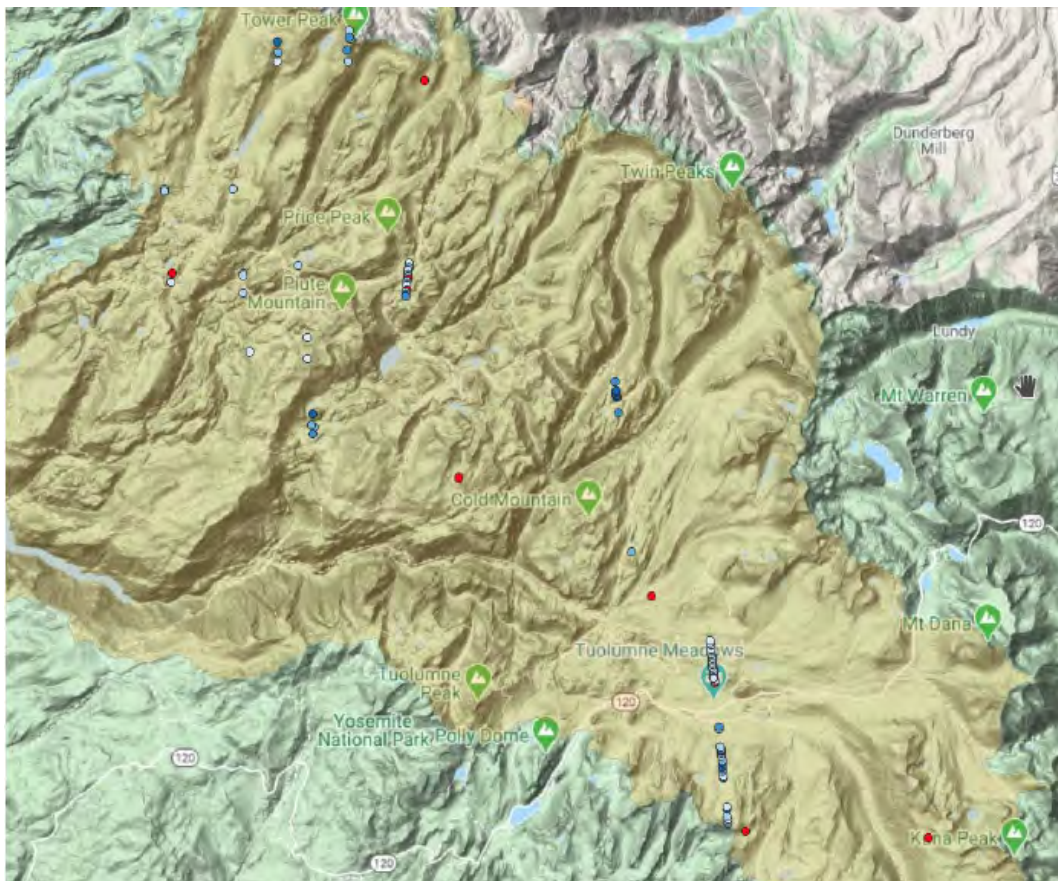 Tower Peak
Dunderberg
Mill
Twin Peaks
Price Peak
Piute
Mountain
Lundy
Mt Warren
Cold Mountain
120
Mt Dana
Tuolumne Meadows
Tuolumne
Peak
120
Yosemite
National Park
Polly Dome
120
Kuna Peak
120